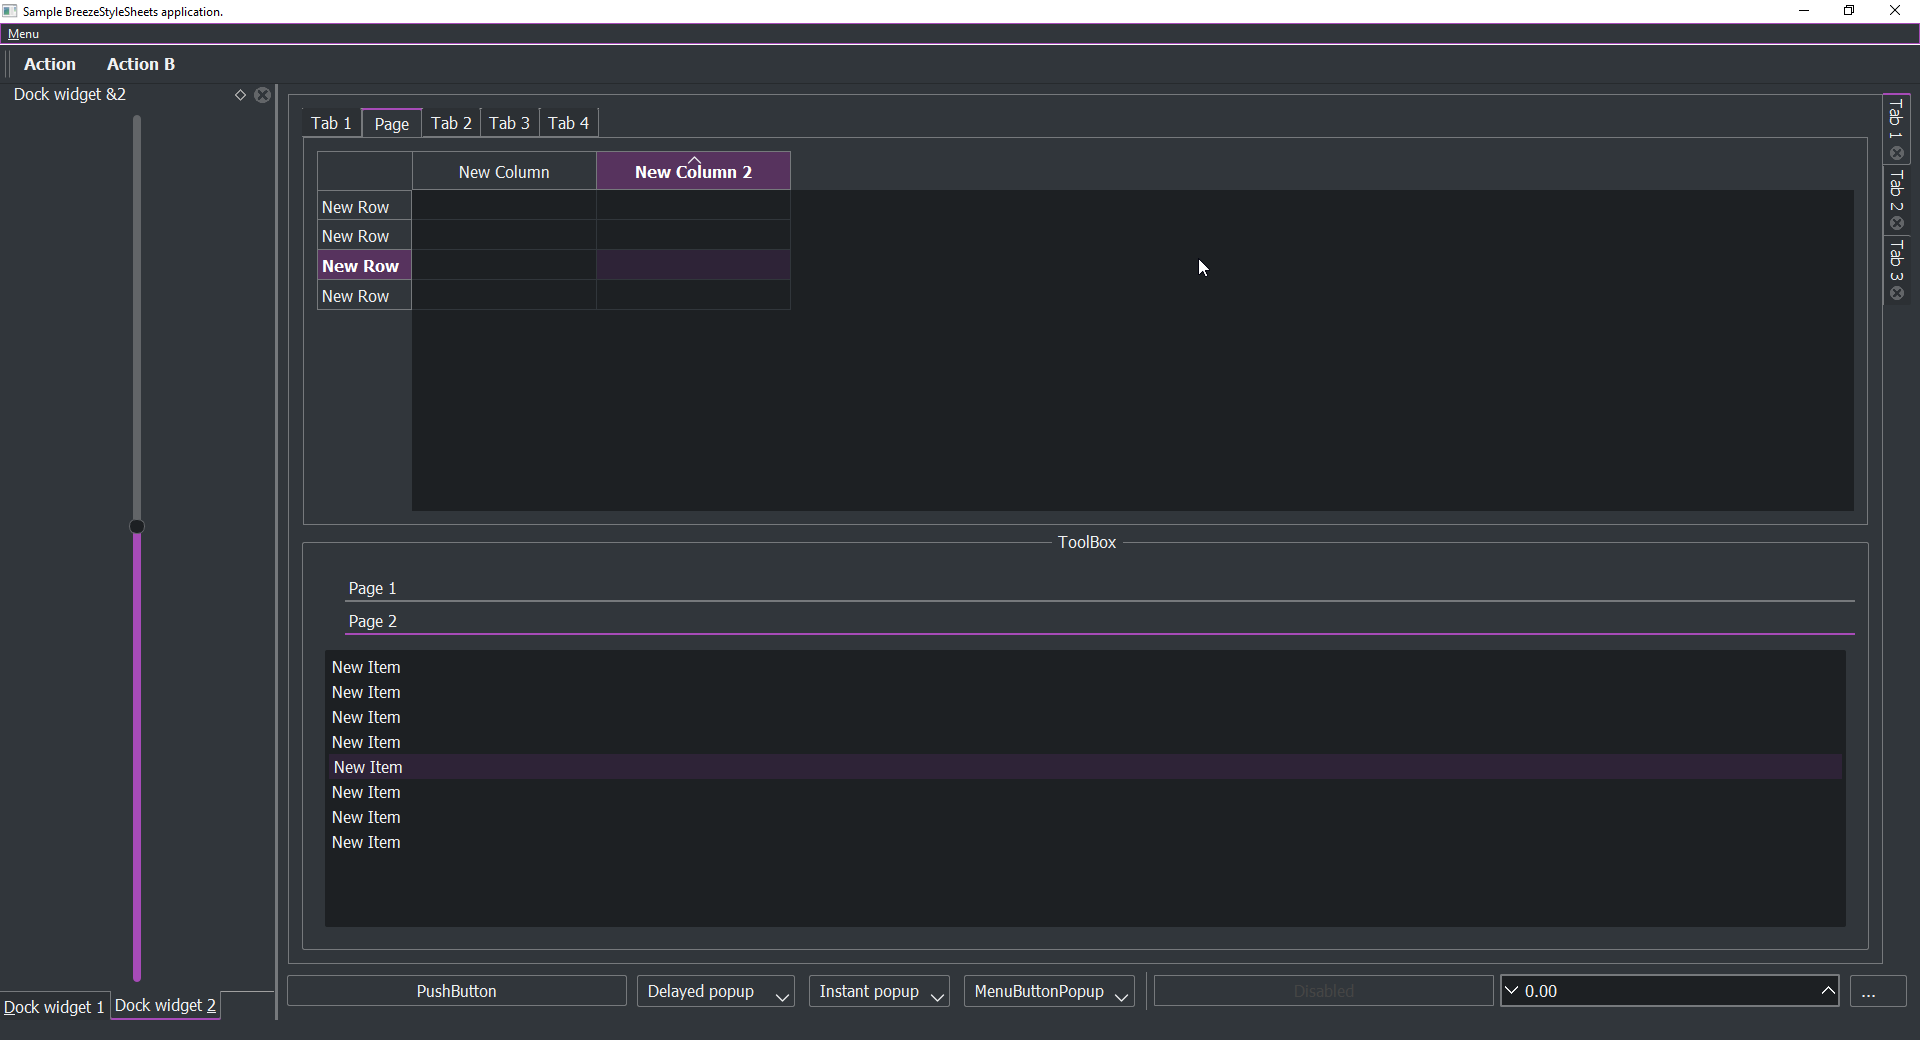 Sample BreezeStyleSheets application.
Menu
Action Action B
Dock widget &2
Tab 1 Page Tab 2 Tab 3 Tab 4
New Column New Column 2
New Row
New Row
New Row
New Row
Tab 1
Tab 2
Tab 3
ToolBox
Page 1
Page 2
New Item
New Item
New Item
New Item
New Item
New Item
New Item
New Item
Dock widget 1 Dock widget 2
PushButton Delayed popup Instant popup MenuButtonPopup Disabled 0.00 ...